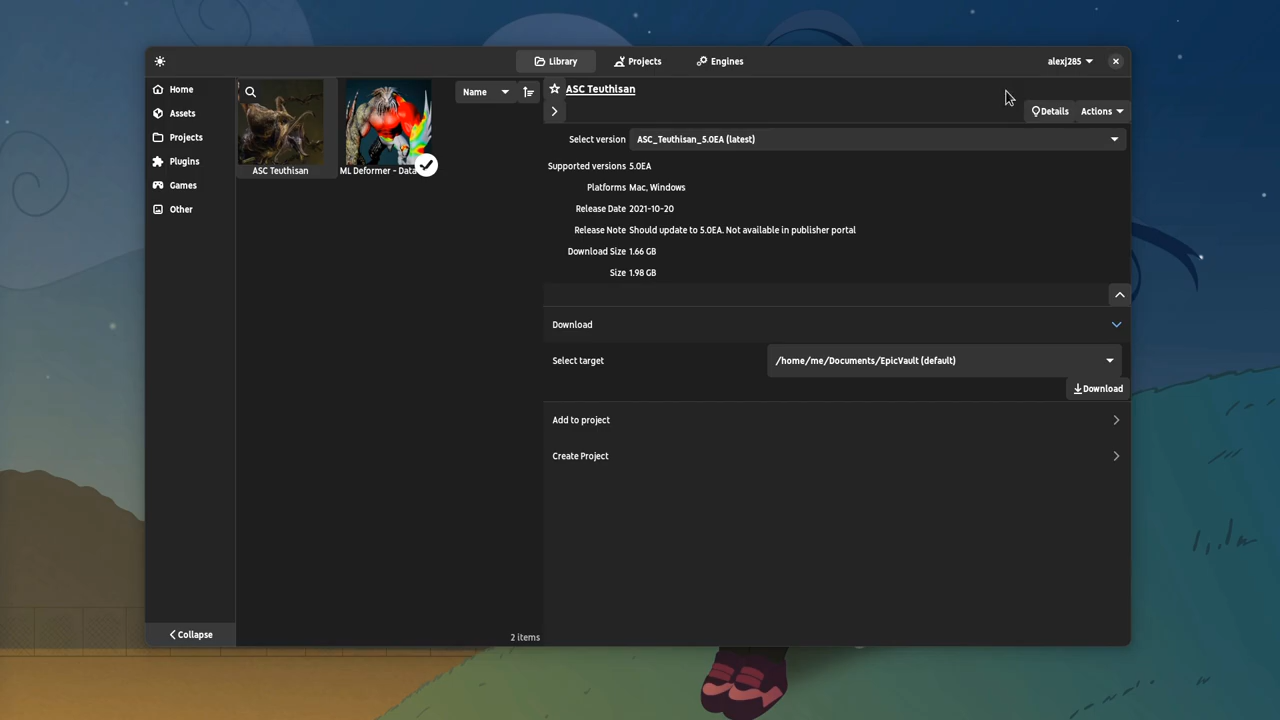 Library
Projects
Engines
alexj285
Home
Assets
Projects
Plugins
Games
Other
Collapse
ASC Teuthisan
ML Deformer - Data
Name
2 items
ASC Teuthisan
Details
Actions
Select version ASC_Teuthisan_5.0EA (latest)
Supported versions 5.0EA
Platforms Mac, Windows
Release Date 2021-10-20
Release Note Should update to 5.0EA. Not available in publisher portal
Download Size 1.66 GB
Size 1.98 GB
Download
Select target /home/me/Documents/EpicVault (default)
Download
Add to project
Create Project